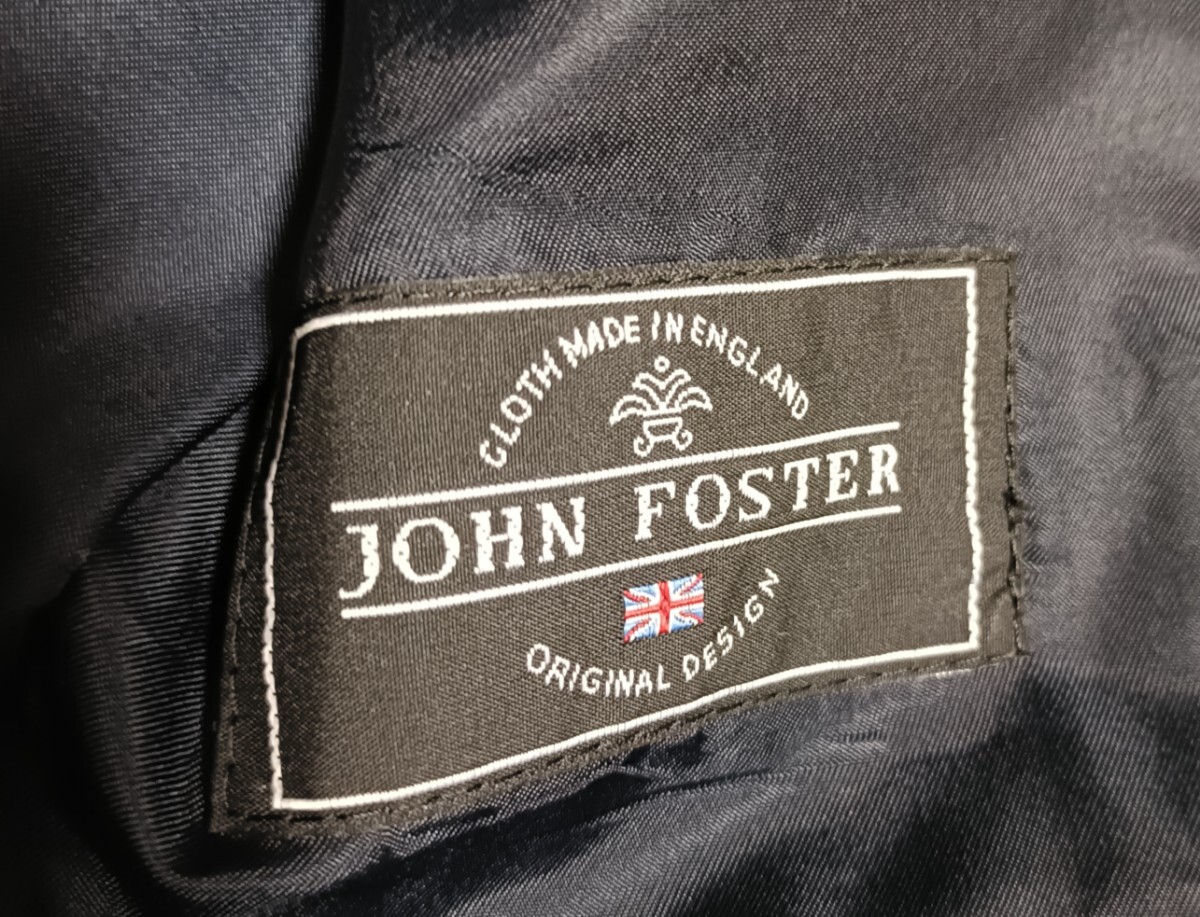 CLOTH MADE IN ENGLAND
JOHN FOSTER
ORIGINAL DESIGN